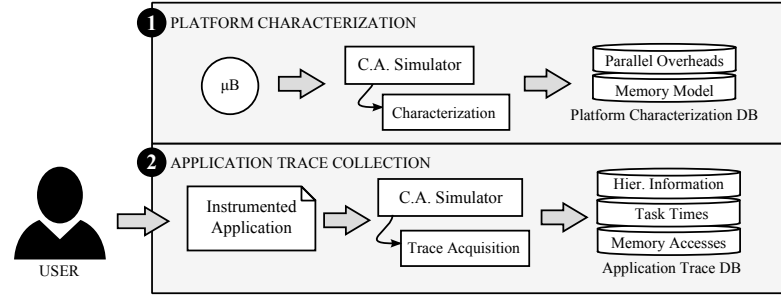 1 PLATFORM CHARACTERIZATION
μB
C.A. Simulator
Characterization
Parallel Overheads
Memory Model
Platform Characterization DB
2 APPLICATION TRACE COLLECTION
USER
Instrumented
Application
C.A. Simulator
Trace Acquisition
Hier. Information
Task Times
Memory Accesses
Application Trace DB